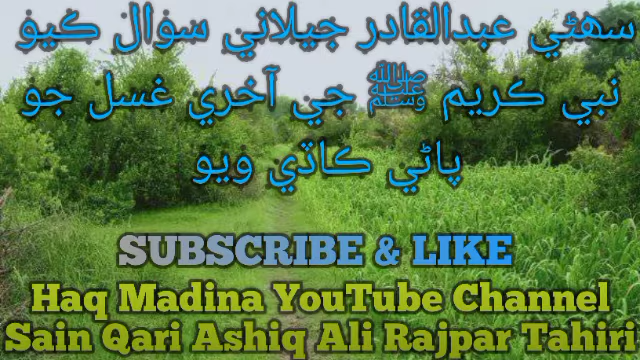 سهڻي عبدالقادر جيلاني سوال ڪيو
نبي ڪريم ﷺ جي آخري غسل جو
پاڻي ڪاڏي ويو
SUBSCRIBE & LIKE
Haq Madina YouTube Channel
Sain Qari Ashiq Ali Rajpar Tahiri